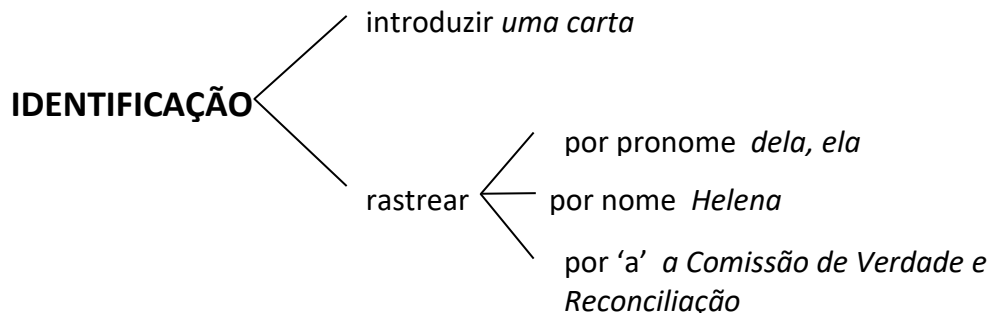 introduzir uma carta
IDENTIFICAÇÃO
rastrear
por pronome dela, ela
por nome Helena
por ‘a’ a Comissão de Verdade e
Reconciliação